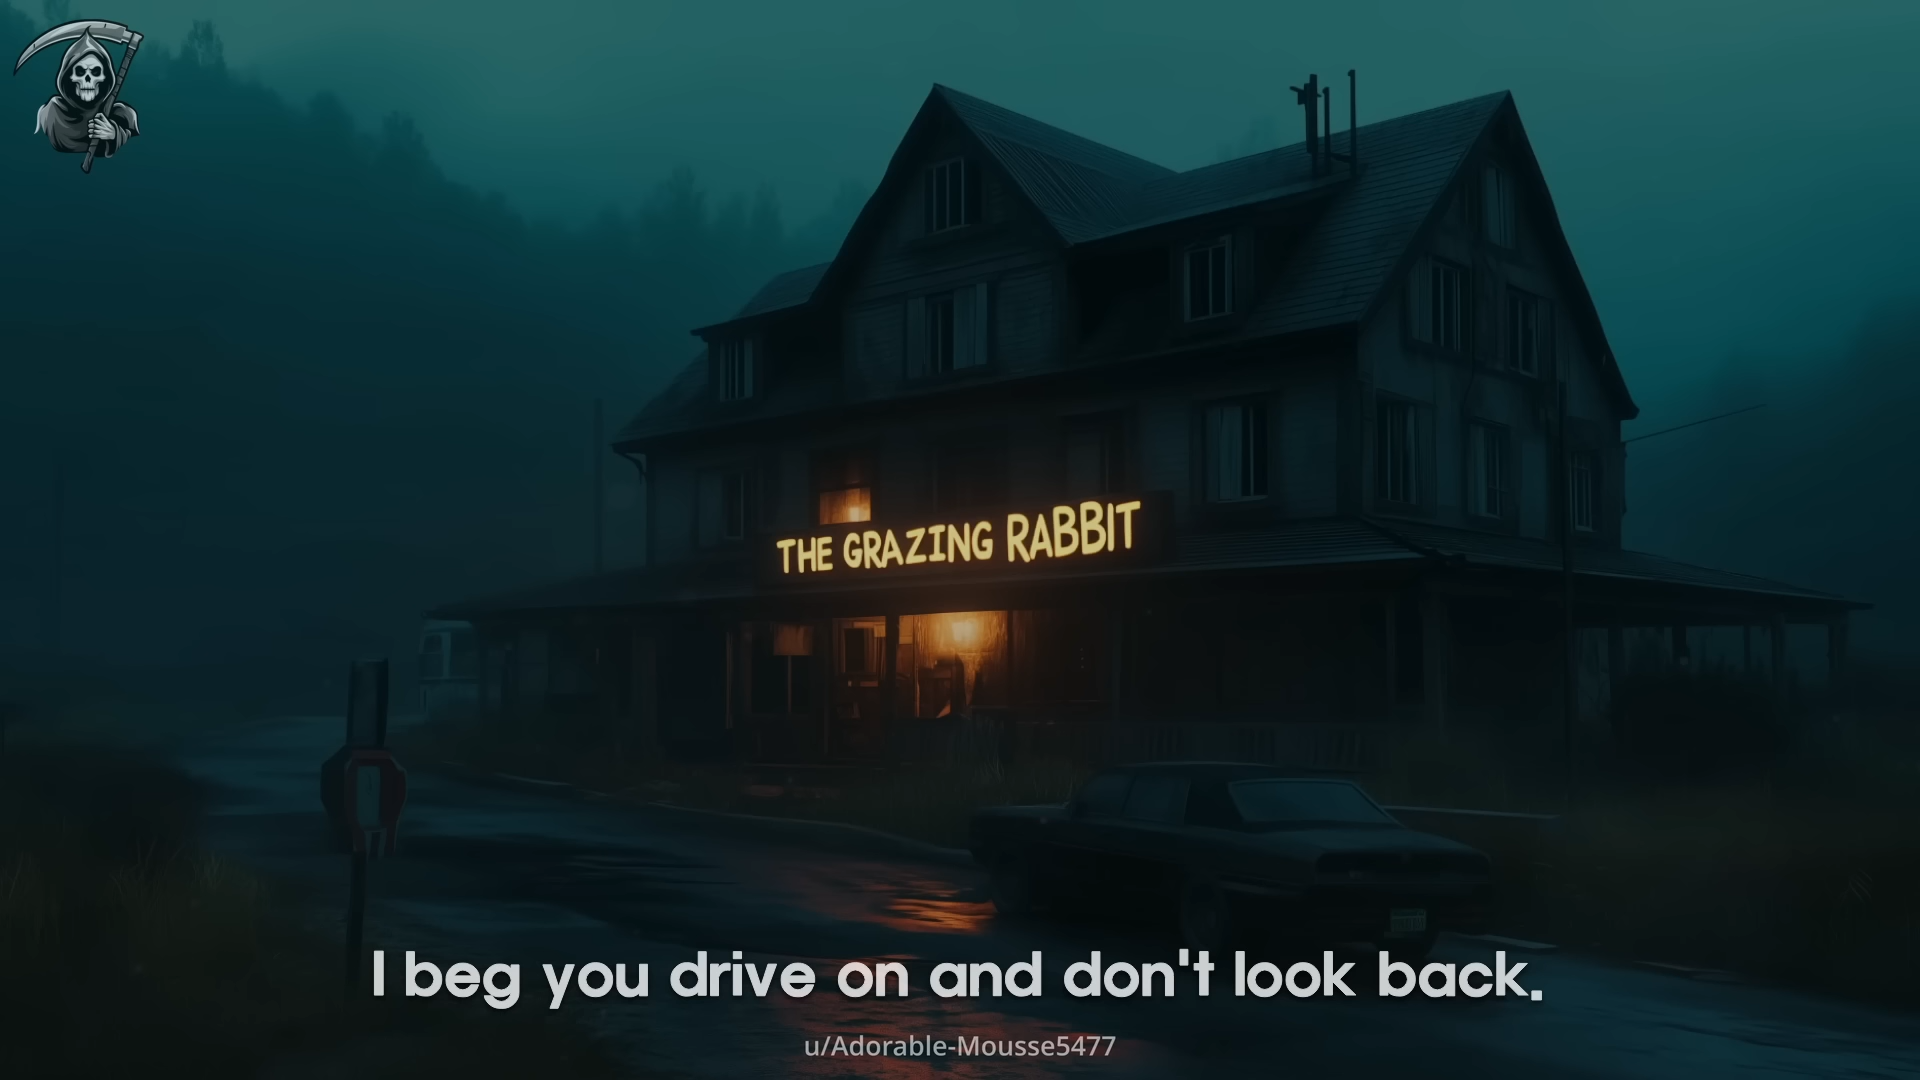 THE GRAZING RABBIT
I beg you drive on and don't look back.
u/Adorable-Mousse5477